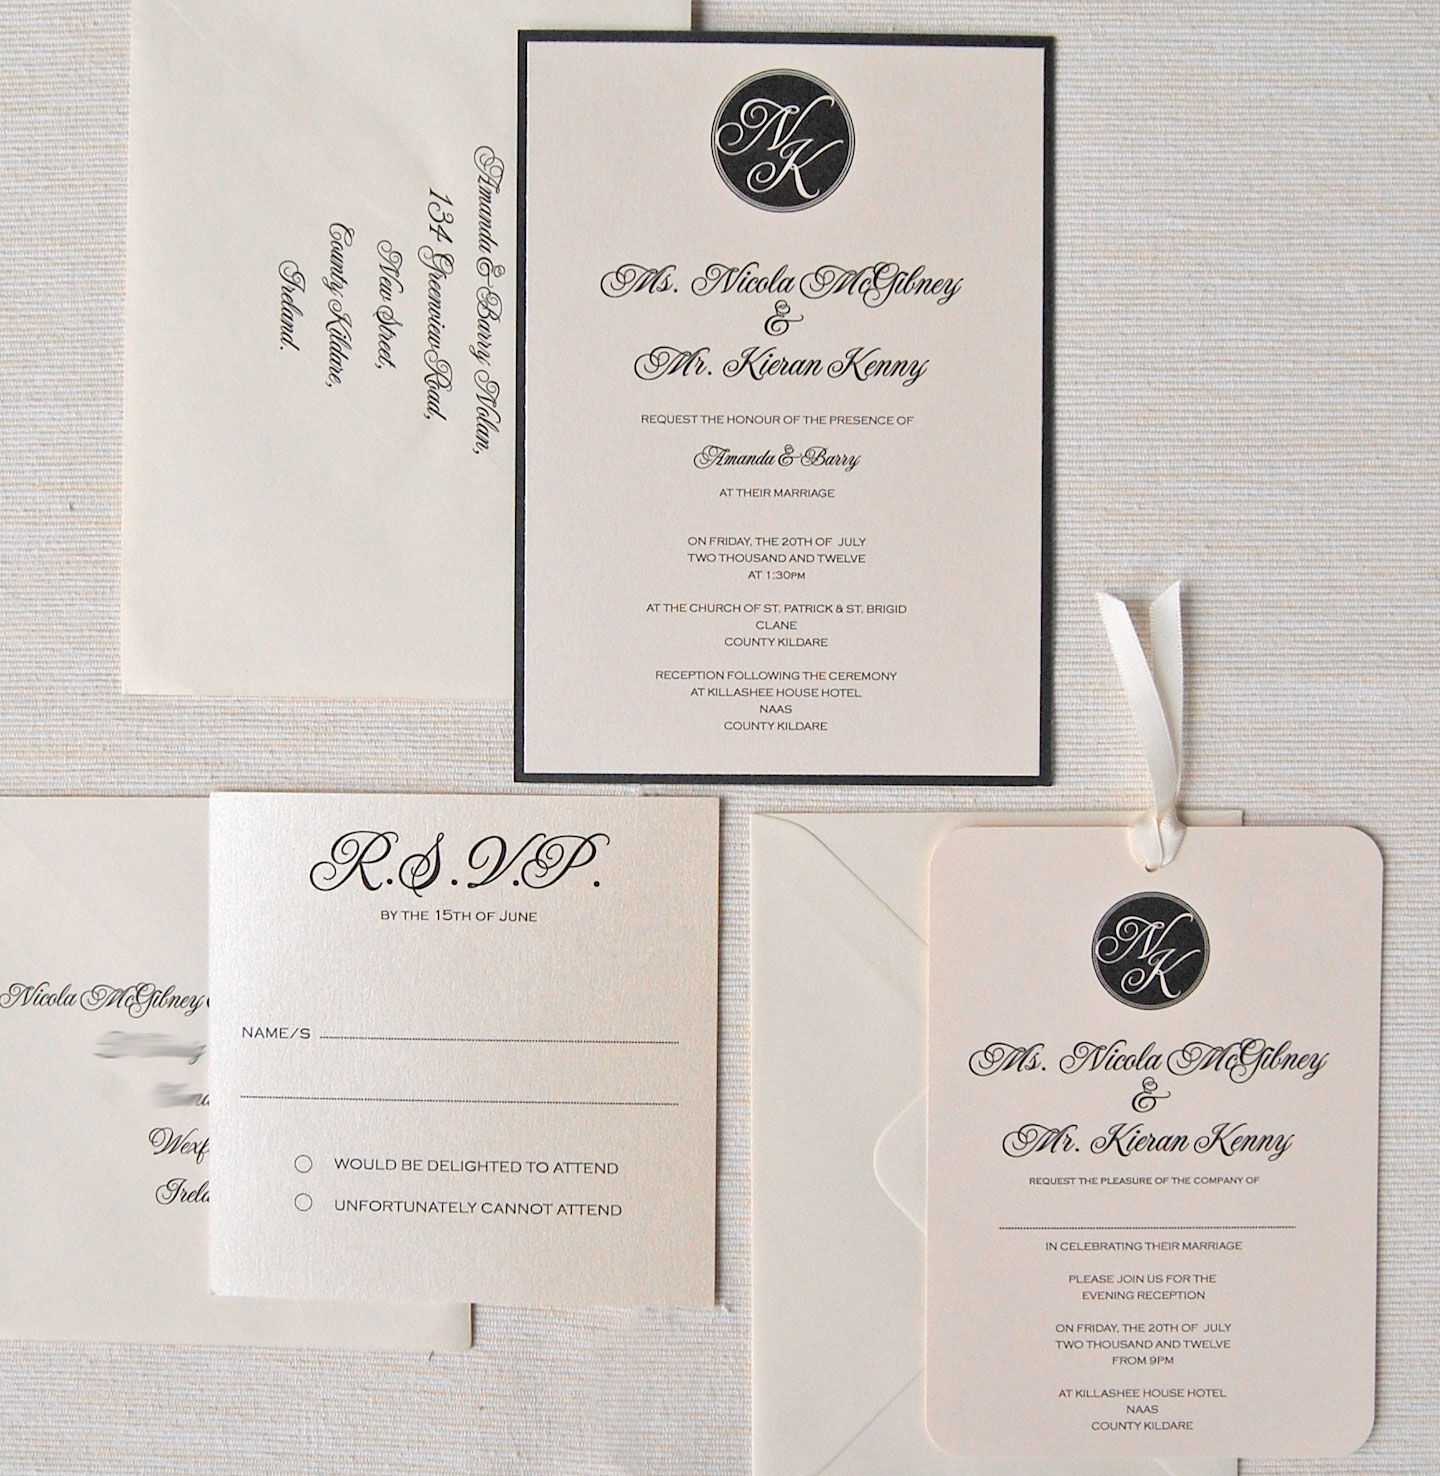 Amanda & Barry Nolan,
134 Greenview Road,
New Street,
County Kildare,
Ireland.
NK
Ms. Nicola McGibney
&
Mr. Kieran Kenny
REQUEST THE HONOUR OF THE PRESENCE OF
Amanda & Barry
AT THEIR MARRIAGE
ON FRIDAY, THE 20TH OF JULY
TWO THOUSAND AND TWELVE
AT 1:30PM
AT THE CHURCH OF ST. PATRICK & ST. BRIGID
CLANE
COUNTY KILDARE
RECEPTION FOLLOWING THE CEREMONY
AT KILLASHEE HOUSE HOTEL
NAAS
COUNTY KILDARE
Nicola McGibney
Wexf
Irela
R.S.V.P.
BY THE 15TH OF JUNE
NAME/S
WOULD BE DELIGHTED TO ATTEND
UNFORTUNATELY CANNOT ATTEND
NK
Ms. Nicola McGibney
&
Mr. Kieran Kenny
REQUEST THE PLEASURE OF THE COMPANY OF
IN CELEBRATING THEIR MARRIAGE
PLEASE JOIN US FOR THE
EVENING RECEPTION
ON FRIDAY, THE 20TH OF JULY
TWO THOUSAND AND TWELVE
FROM 9PM
AT KILLASHEE HOUSE HOTEL
NAAS
COUNTY KILDARE